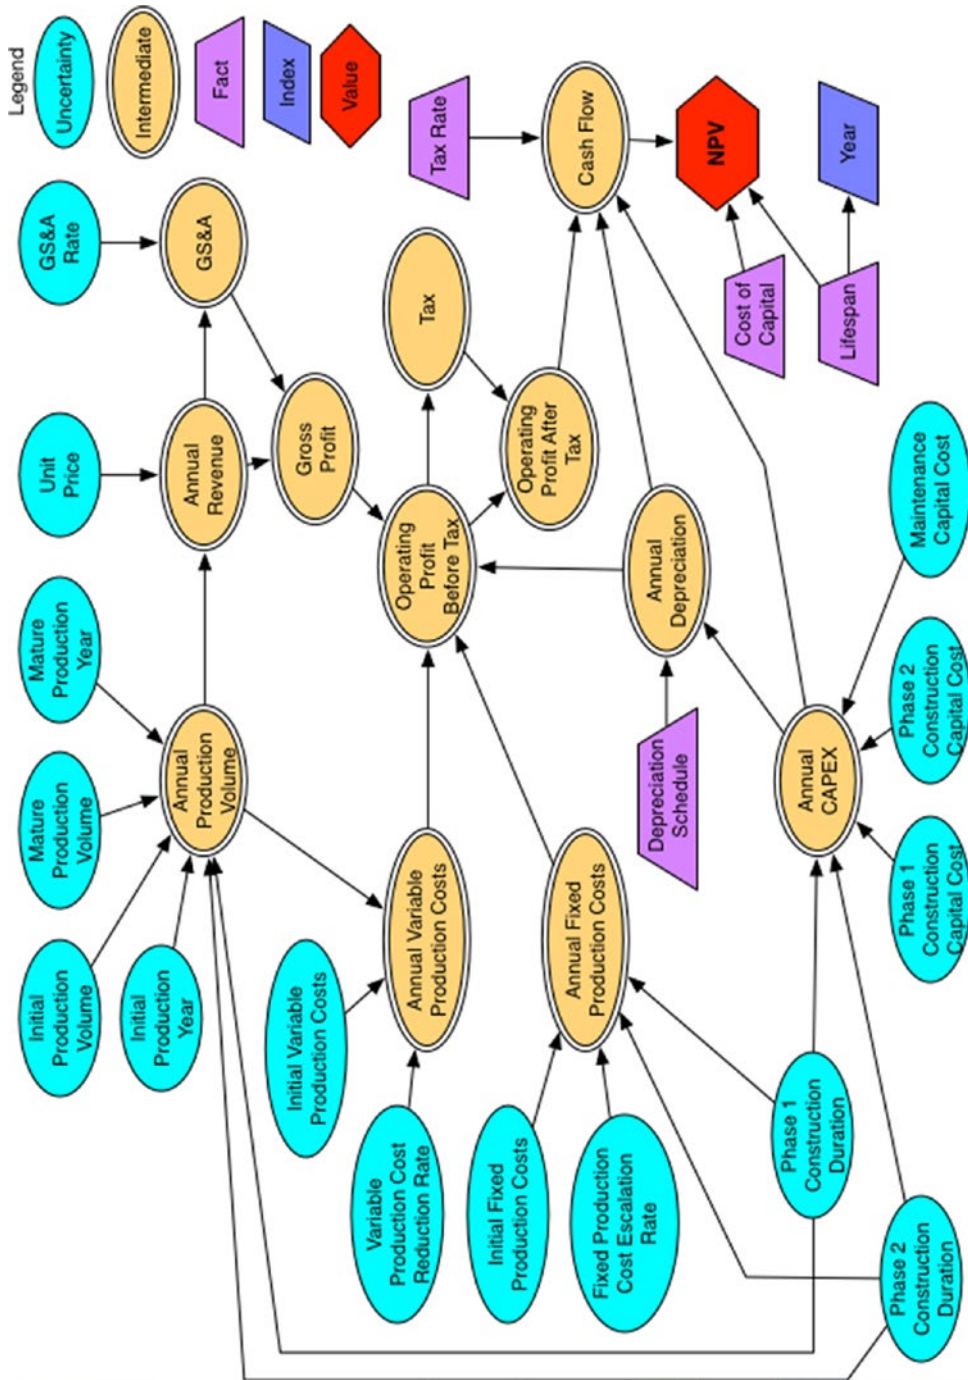 Legend
Uncertainty
Intermediate
Fact
Index
Value
Initial
Production
Volume
Mature
Production
Volume
Mature
Production
Year
Unit
Price
GS&A
Rate
Initial
Production
Year
Annual
Production
Volume
Annual
Revenue
GS&A
Initial Variable
Production Costs
Gross
Profit
Variable
Production Cost
Reduction Rate
Annual Variable
Production Costs
Operating
Profit
Before Tax
Tax
Tax Rate
Initial Fixed
Production Costs
Annual Fixed
Production Costs
Operating
Profit After
Tax
Cash Flow
Fixed Production
Cost Escalation
Rate
Depreciation
Schedule
Annual
Depreciation
NPV
Cost of
Capital
Phase 1
Construction
Duration
Annual
CAPEX
Lifespan
Year
Phase 2
Construction
Duration
Phase 1
Construction
Capital Cost
Phase 2
Construction
Capital Cost
Maintenance
Capital Cost